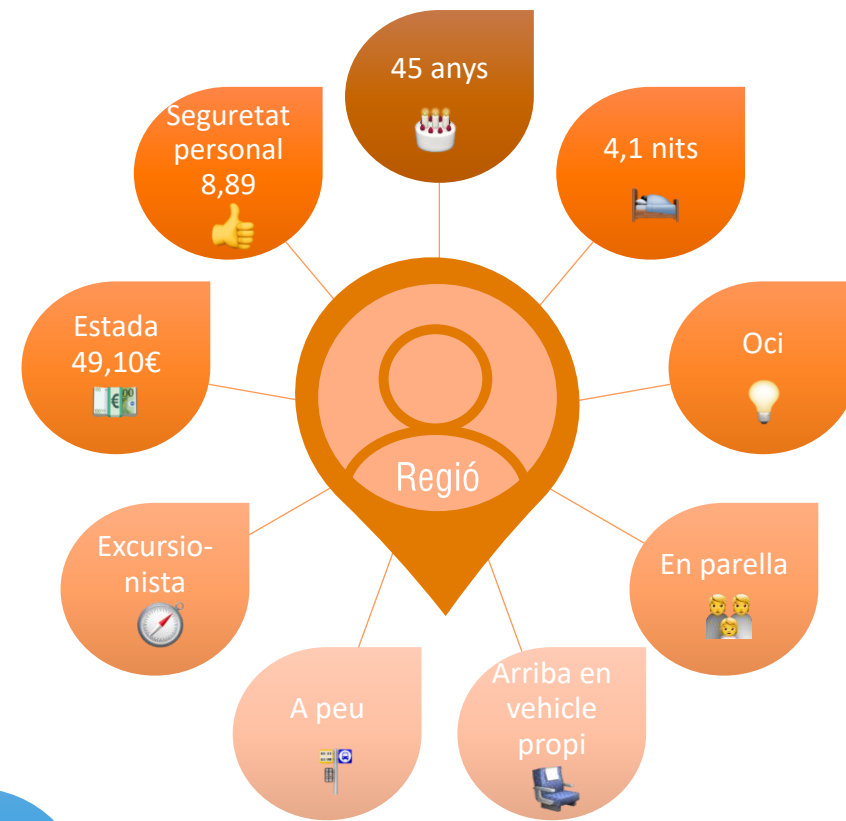 45 anys
4,1 nits
Oci
En parella
Arriba en
vehicle
propi
A peu
Excursio-
nista
Estada
49,10€
Seguretat
personal
8,89
Regió